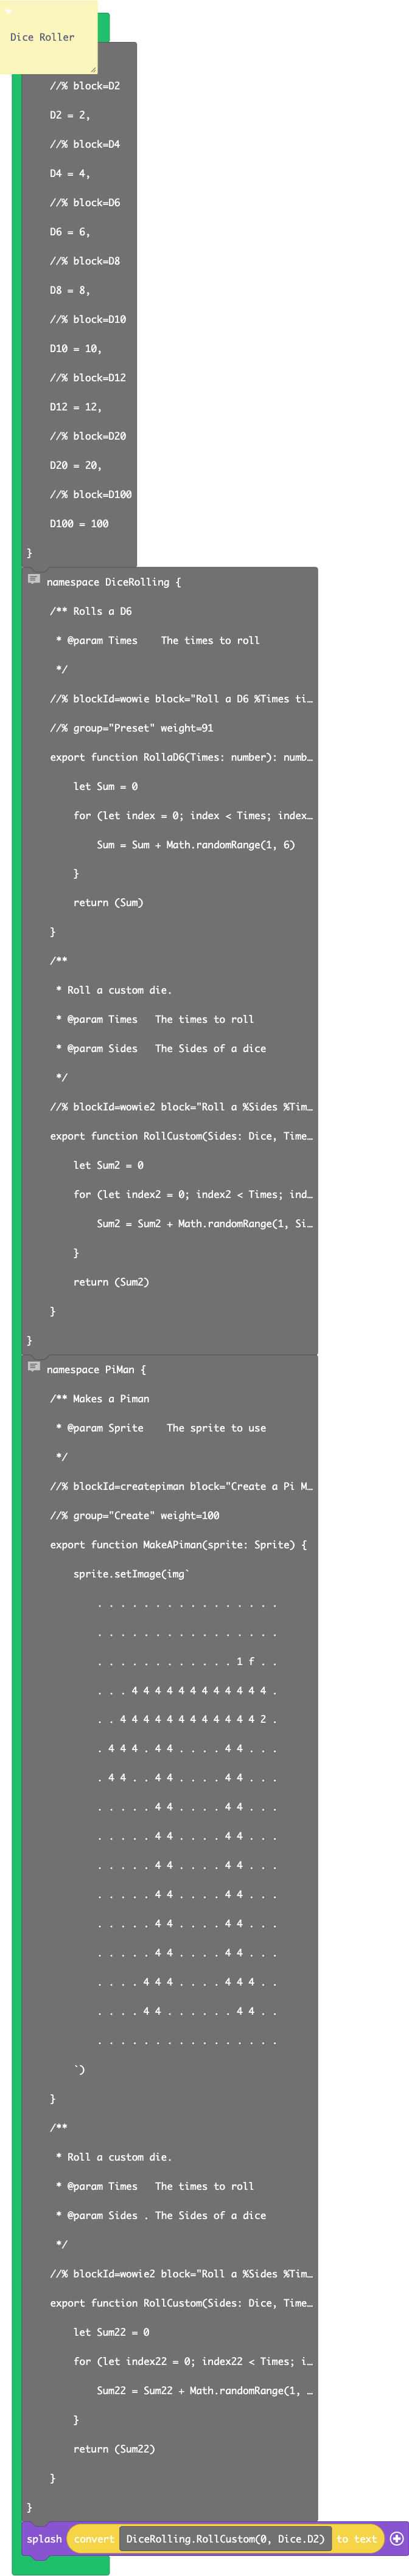 Dice Roller
//% block=D2
D2 = 2,
//% block=D4
D4 = 4,
//% block=D6
D6 = 6,
//% block=D8
D8 = 8,
//% block=D10
D10 = 10,
//% block=D12
D12 = 12,
//% block=D20
D20 = 20,
//% block=D100
D100 = 100
}
namespace DiceRolling {
/** Rolls a D6
* @param Times    The times to roll
*/
//% blockId=wowie block="Roll a D6 %Times ti…
//% group="Preset" weight=91
export function RollaD6(Times: number): numb…
let Sum = 0
for (let index = 0; index < Times; index…
Sum = Sum + Math.randomRange(1, 6)
}
return (Sum)
}
/**
* Roll a custom die.
* @param Times   The times to roll
* @param Sides   The Sides of a dice
*/
//% blockId=wowie2 block="Roll a %Sides %Tim…
export function RollCustom(Sides: Dice, Time…
let Sum2 = 0
for (let index2 = 0; index2 < Times; ind…
Sum2 = Sum2 + Math.randomRange(1, Si…
}
return (Sum2)
}
}
namespace PiMan {
/** Makes a Piman
* @param Sprite    The sprite to use
*/
//% blockId=createpiman block="Create a Pi M…
//% group="Create" weight=100
export function MakeAPiman(sprite: Sprite) {
sprite.setImage(img`
. . . . . . . . . . . . . . . .
. . . . . . . . . . . . . . . .
. . . . . . . . . . . . 1 f . .
. . . 4 4 4 4 4 4 4 4 4 4 4 4 .
. . 4 4 4 4 4 4 4 4 4 4 4 4 2 .
. 4 4 4 . 4 4 . . . . 4 4 . . .
. 4 4 . . 4 4 . . . . 4 4 . . .
. . . . . 4 4 . . . . 4 4 . . .
. . . . . 4 4 . . . . 4 4 . . .
. . . . . 4 4 . . . . 4 4 . . .
. . . . . 4 4 . . . . 4 4 . . .
. . . . . 4 4 . . . . 4 4 . . .
. . . . . 4 4 . . . . 4 4 . . .
. . . . 4 4 4 . . . . 4 4 4 . .
. . . . 4 4 . . . . . . 4 4 . .
. . . . . . . . . . . . . . . .
`)
}
/**
* Roll a custom die.
* @param Times   The times to roll
* @param Sides . The Sides of a dice
*/
//% blockId=wowie2 block="Roll a %Sides %Tim…
export function RollCustom(Sides: Dice, Time…
let Sum22 = 0
for (let index22 = 0; index22 < Times; i…
Sum22 = Sum22 + Math.randomRange(1, …
}
return (Sum22)
}
}
splash convert DiceRolling.RollCustom(0, Dice.D2) to text